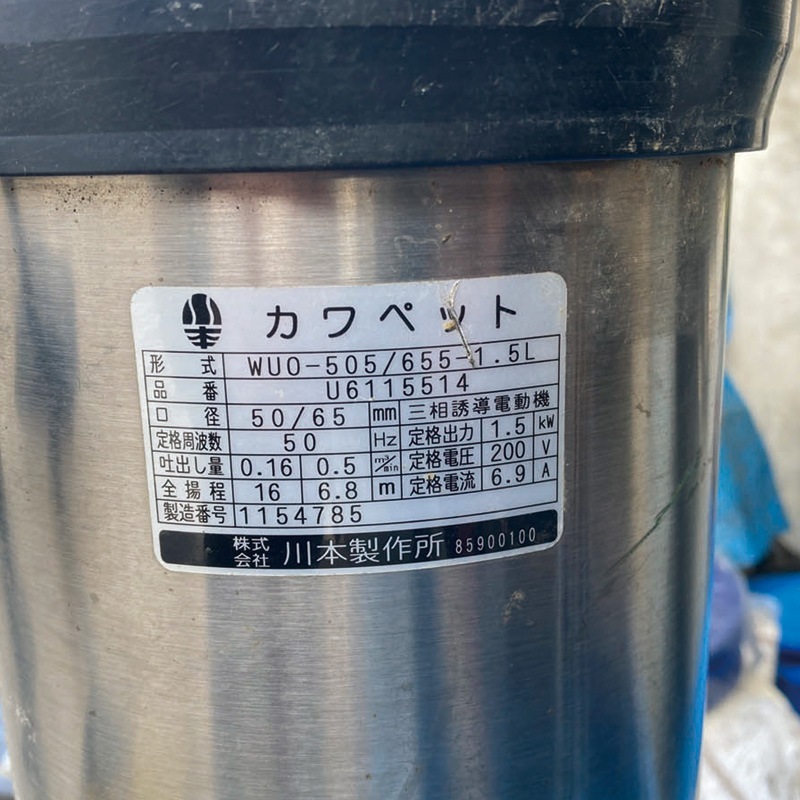 カワペット
形式 WUO-505/655-1.5L
品番 U6115514
口径 50/65 mm 三相誘導電動機
定格周波数 50 Hz 定格出力 1.5 kW
吐出し量 0.16 0.5 m³/min 定格電圧 200 V
全揚程 16 6.8 m 定格電流 6.9 A
製造番号 1154785
株式会社 川本製作所 85900100